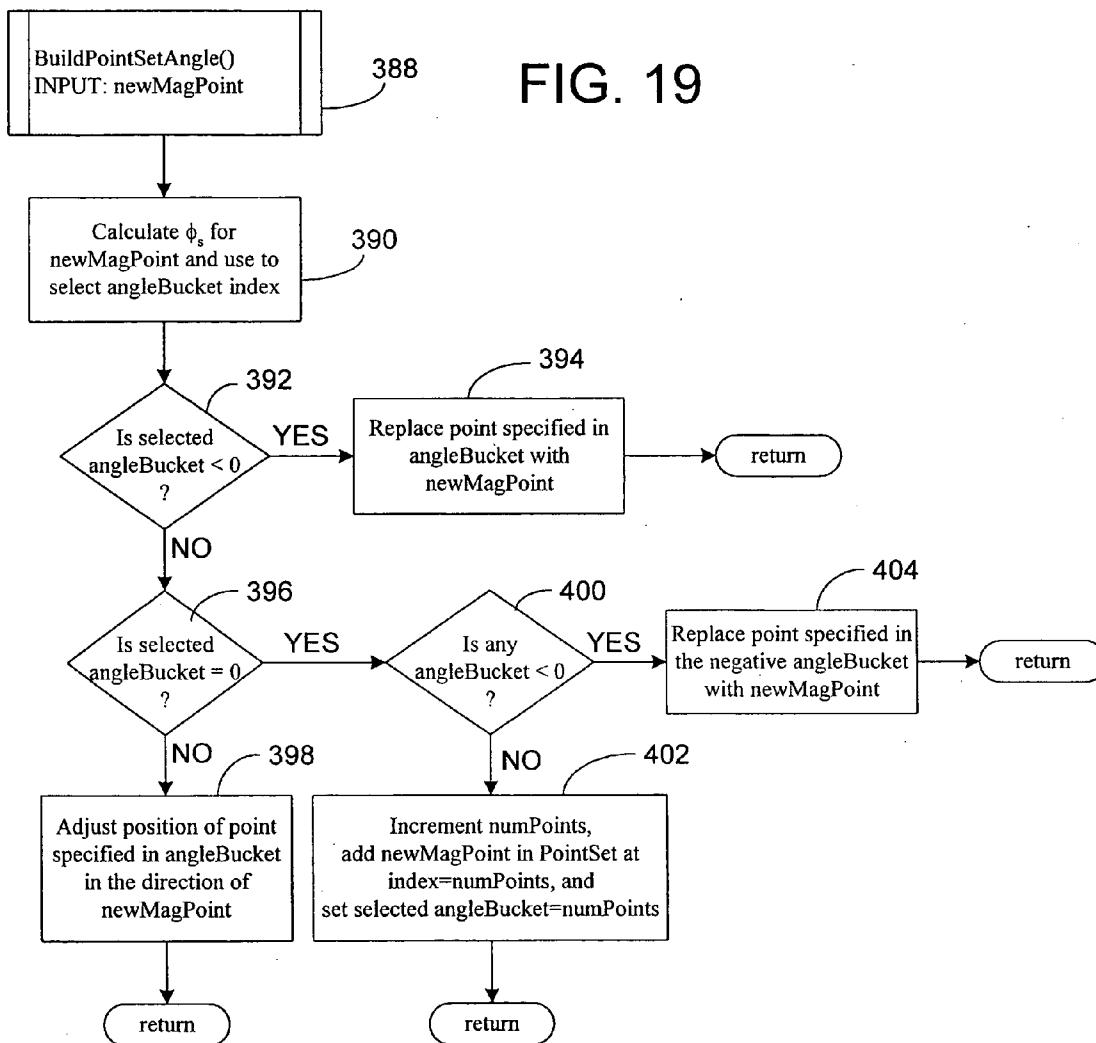 BuildPointSetAngle()
INPUT: newMagPoint
388
FIG. 19
Calculate ϕs for
newMagPoint and use to
select angleBucket index
390
392
Is selected
angleBucket < 0
?
YES
394
Replace point specified in
angleBucket with
newMagPoint
return
NO
396
Is selected
angleBucket = 0
?
YES
400
Is any
angleBucket < 0
?
YES
404
Replace point specified in
the negative angleBucket
with newMagPoint
return
NO
398
Adjust position of point
specified in angleBucket
in the direction of
newMagPoint
return
NO
402
Increment numPoints,
add newMagPoint in PointSet at
index=numPoints, and
set selected angleBucket=numPoints
return